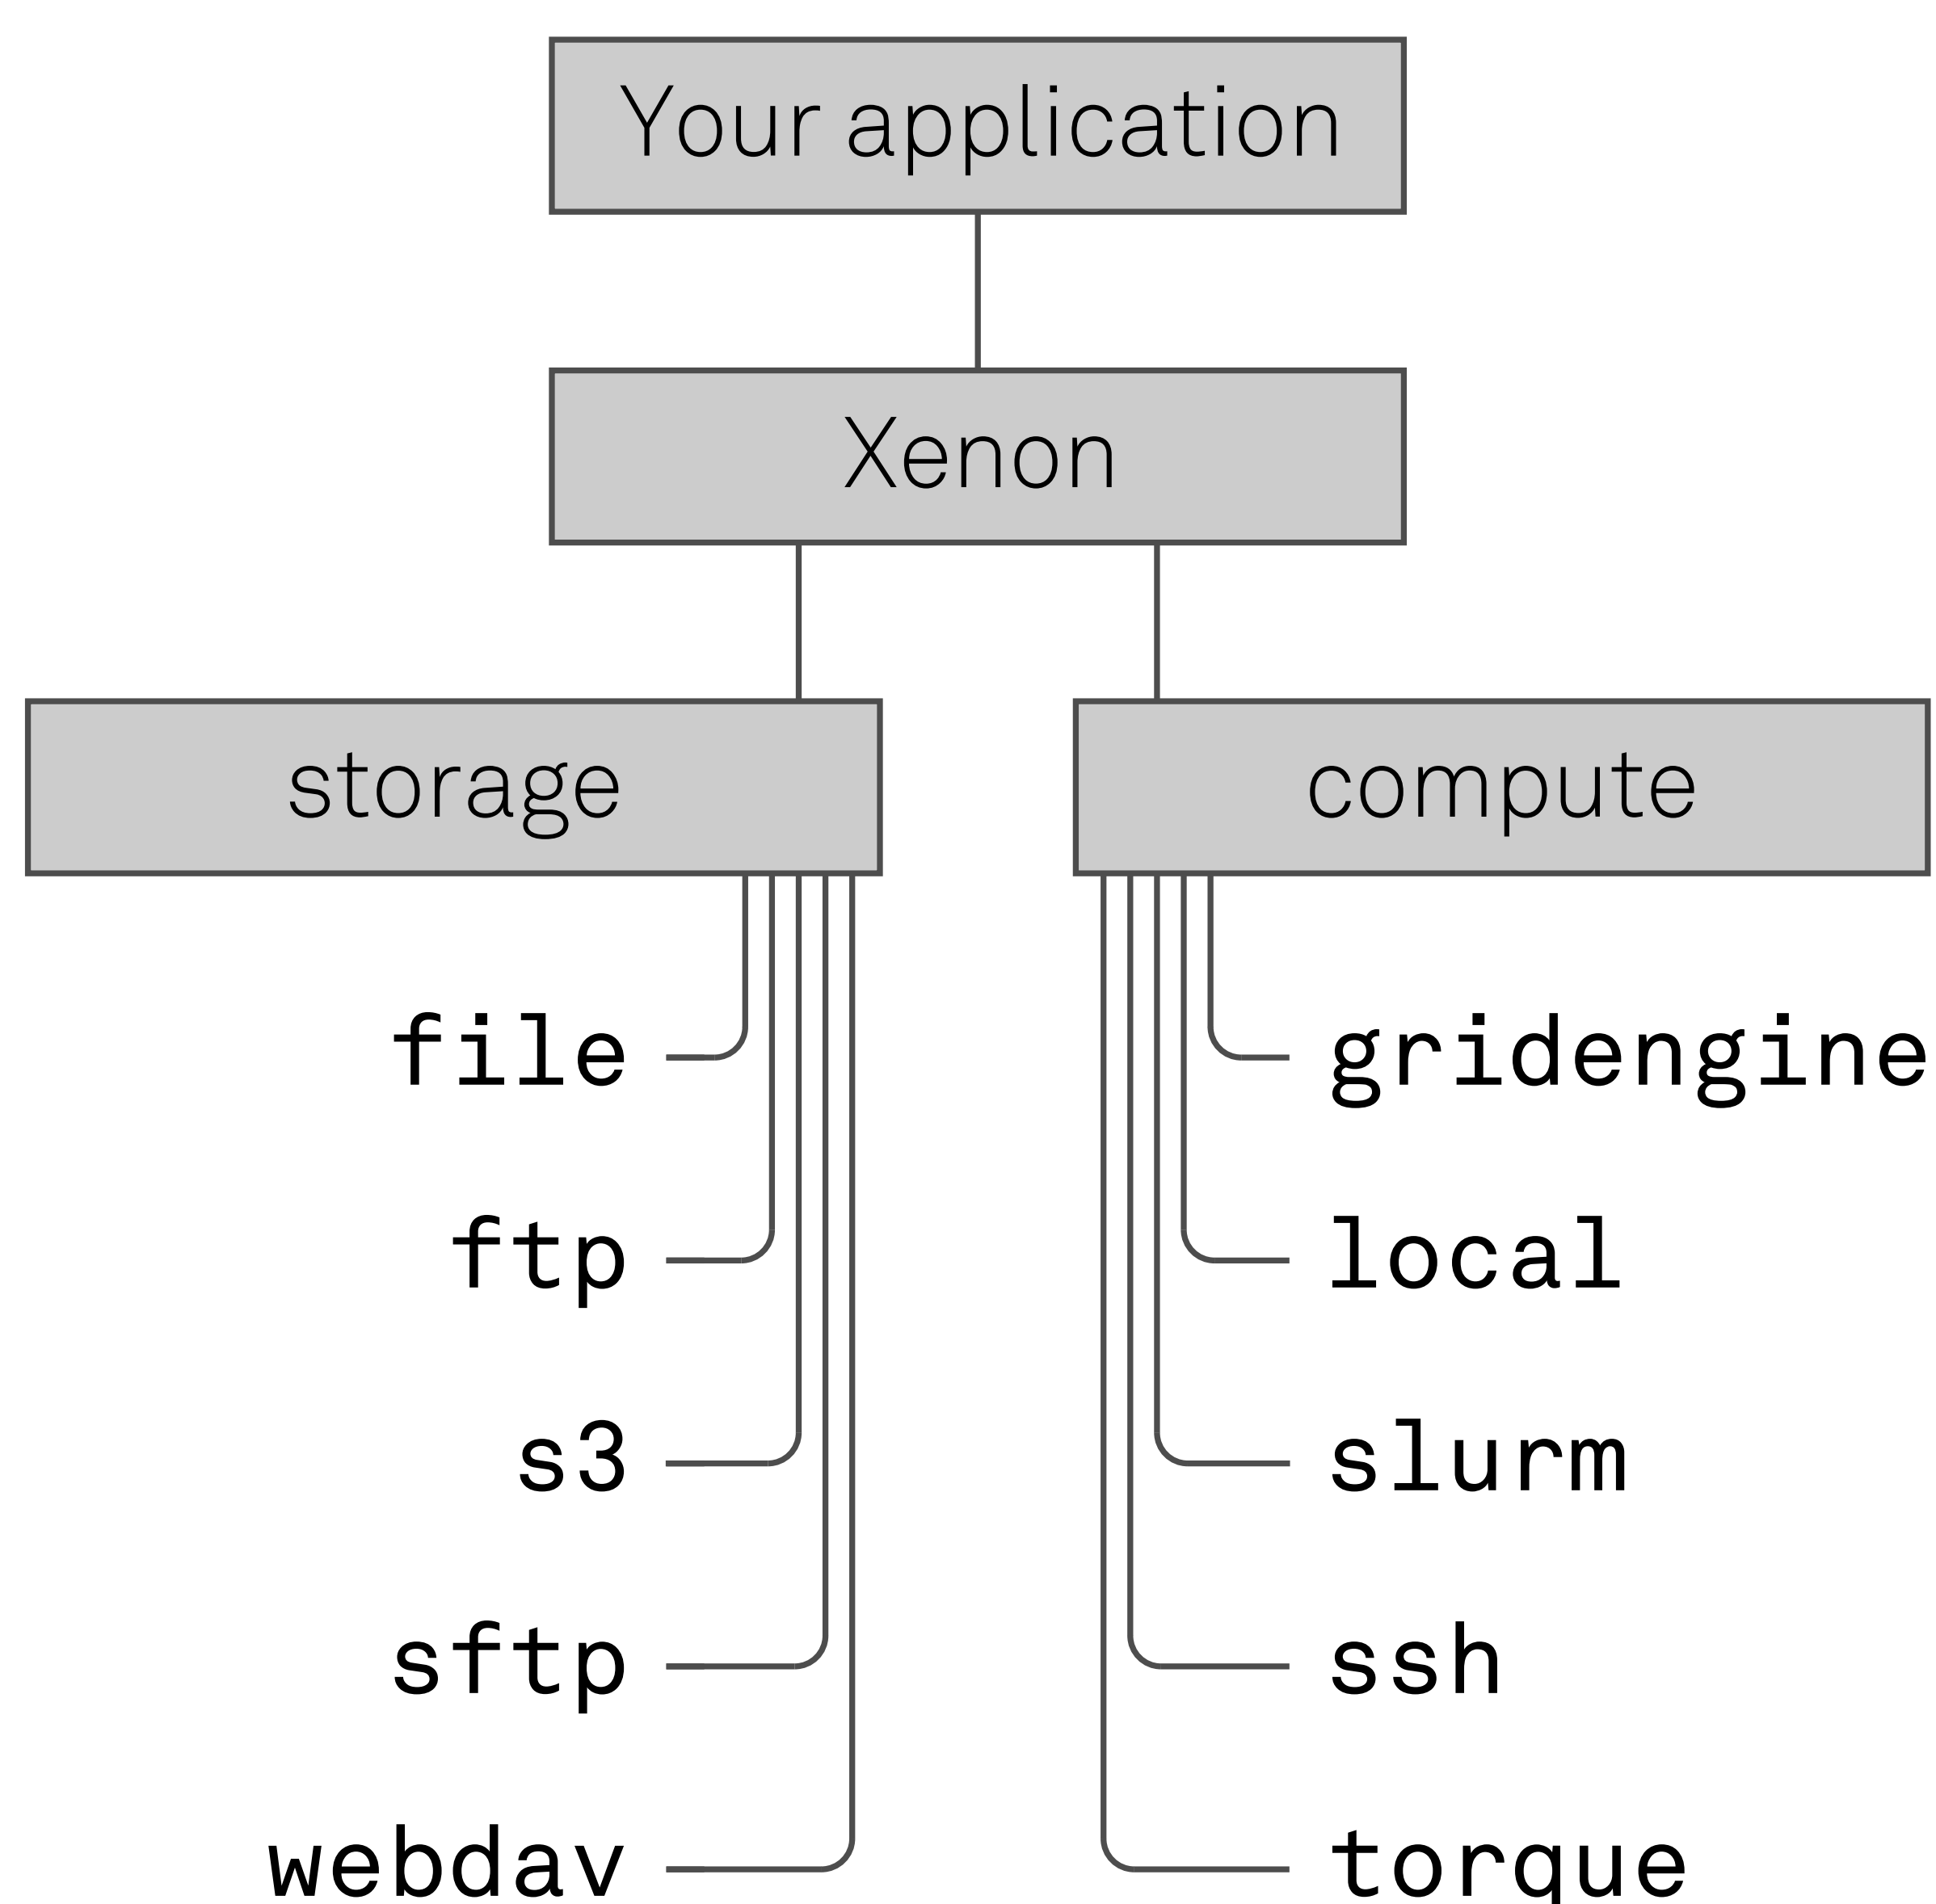 Your application
Xenon
storage
compute
file
gridengine
ftp
local
s3
slurm
sftp
ssh
webdav
torque